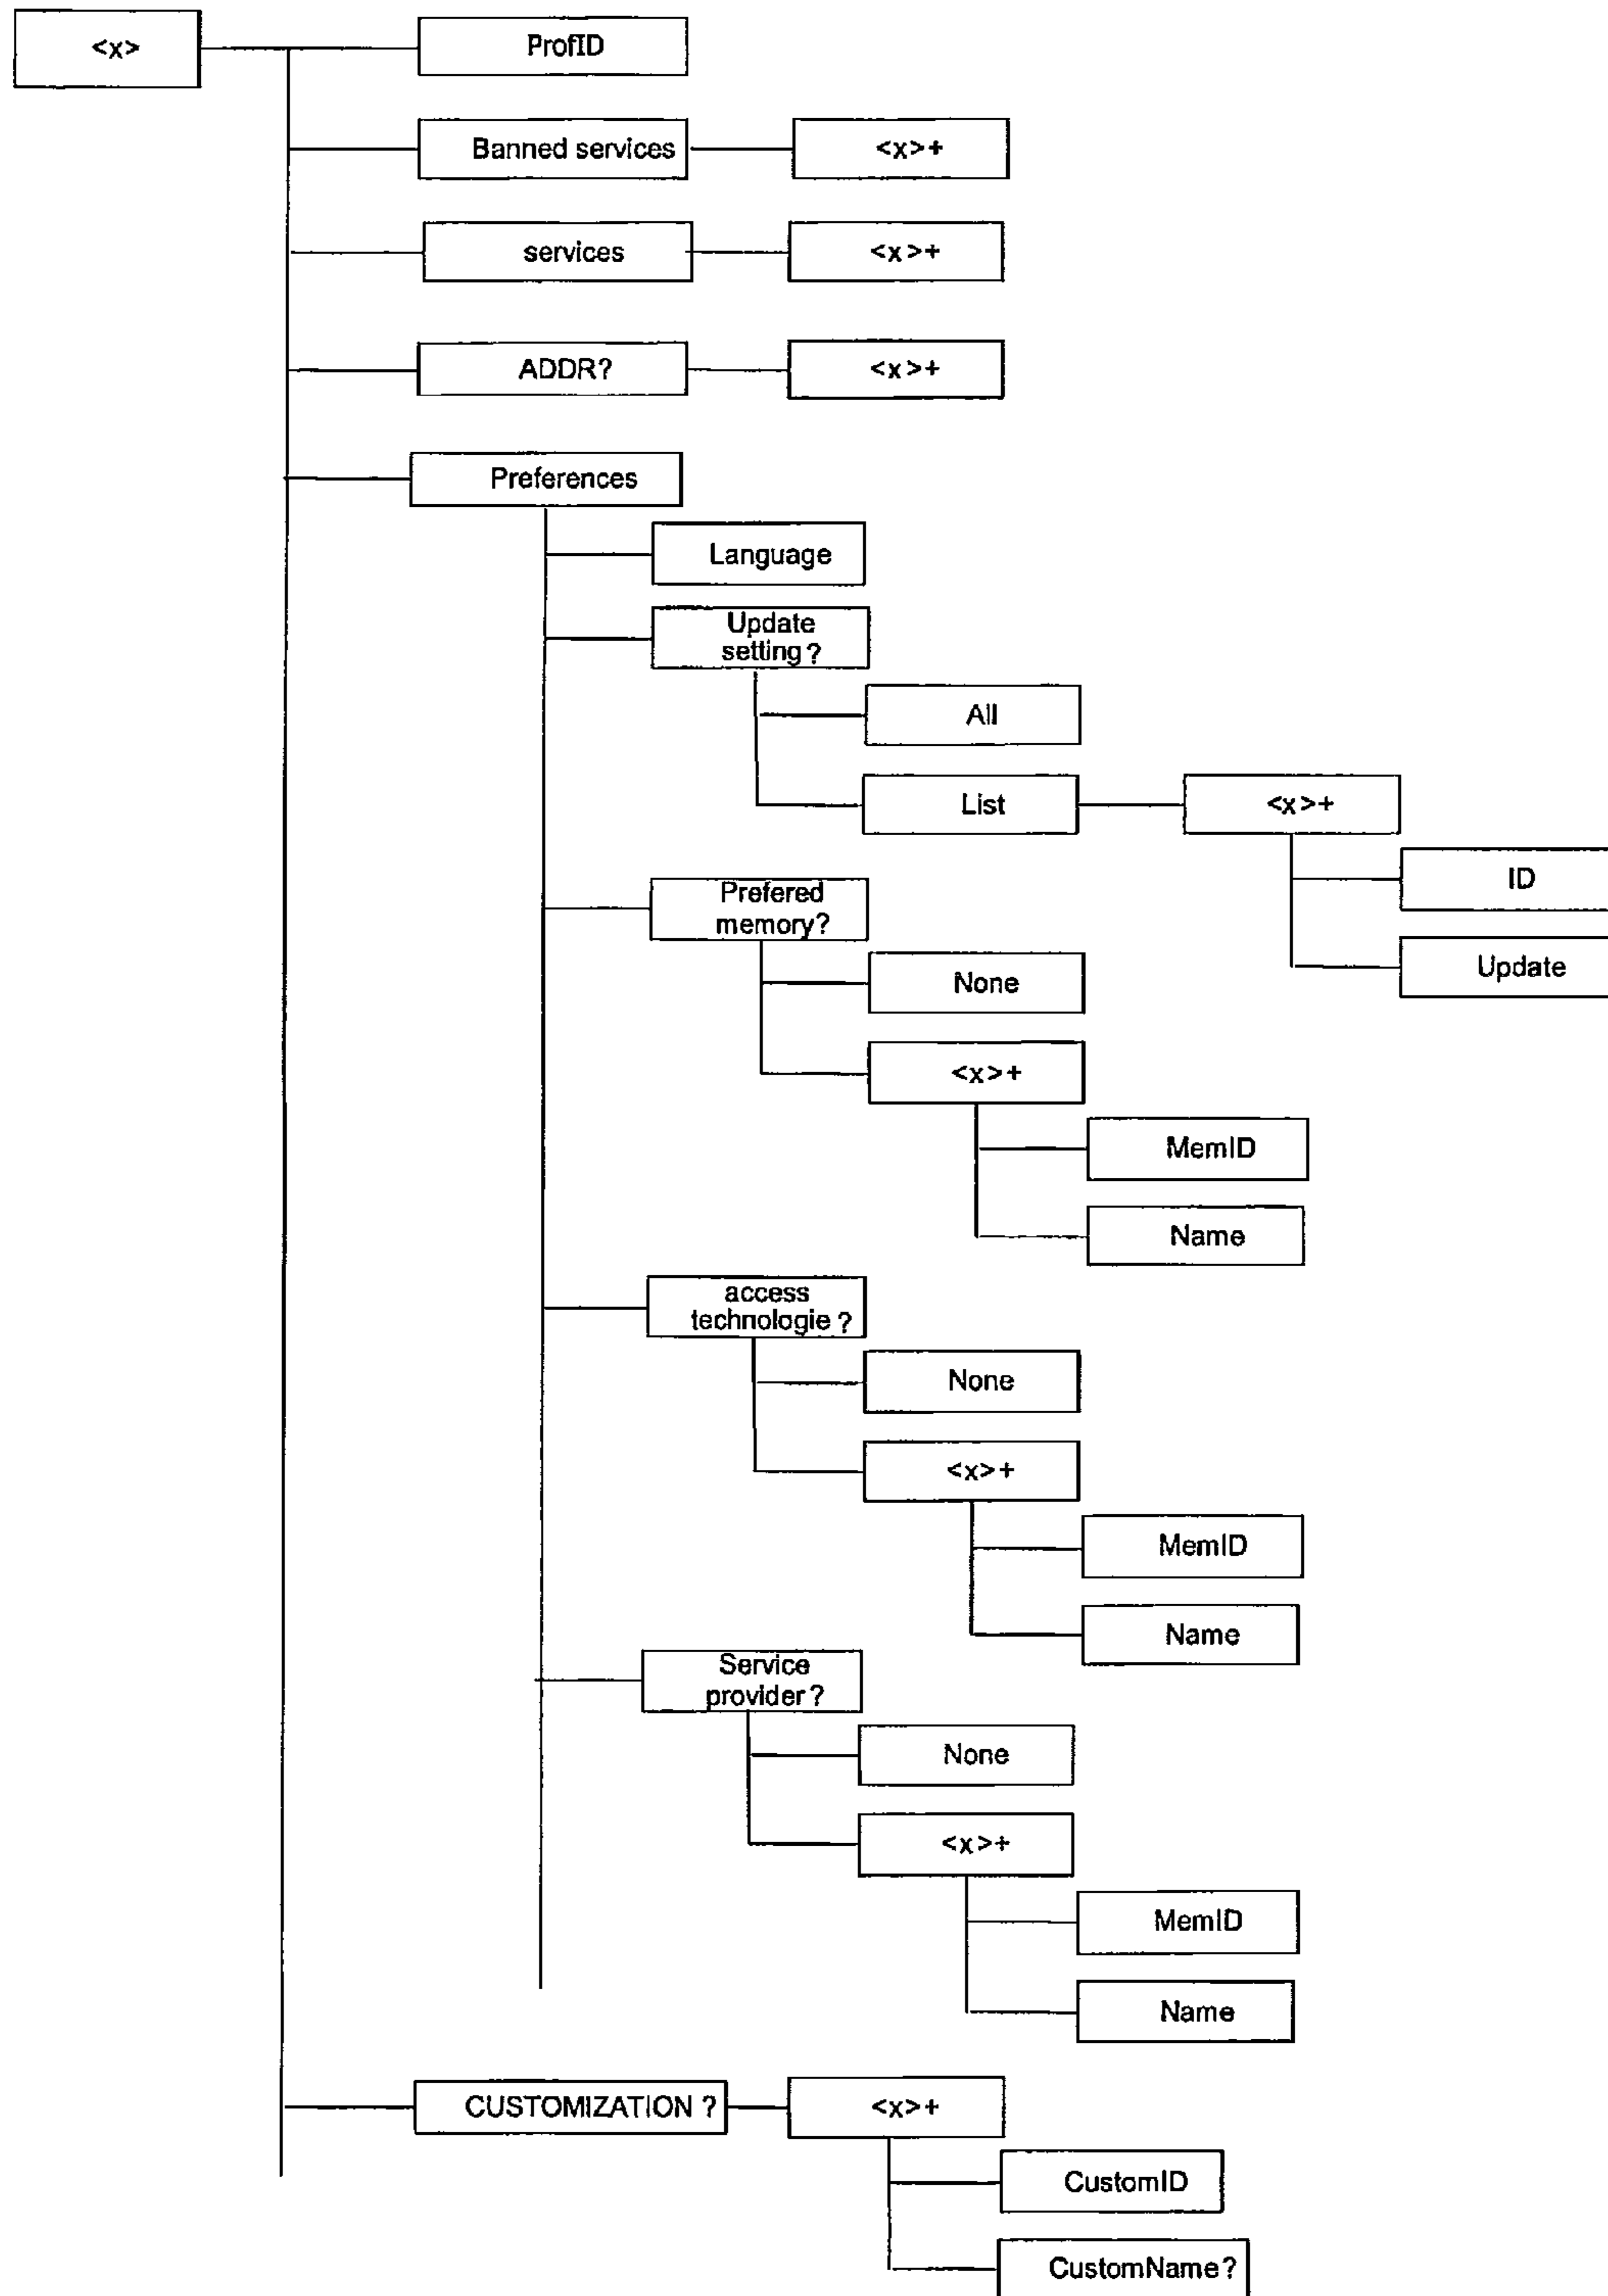 <x>
ProfID
Banned services
<x>+
services
<x>+
ADDR?
<x>+
Preferences
Language
Update
setting?
All
List
<x>+
ID
Update
Prefered
memory?
None
<x>+
MemID
Name
access
technologie?
None
<x>+
MemID
Name
Service
provider?
None
<x>+
MemID
Name
CUSTOMIZATION ?
<x>+
CustomID
CustomName?